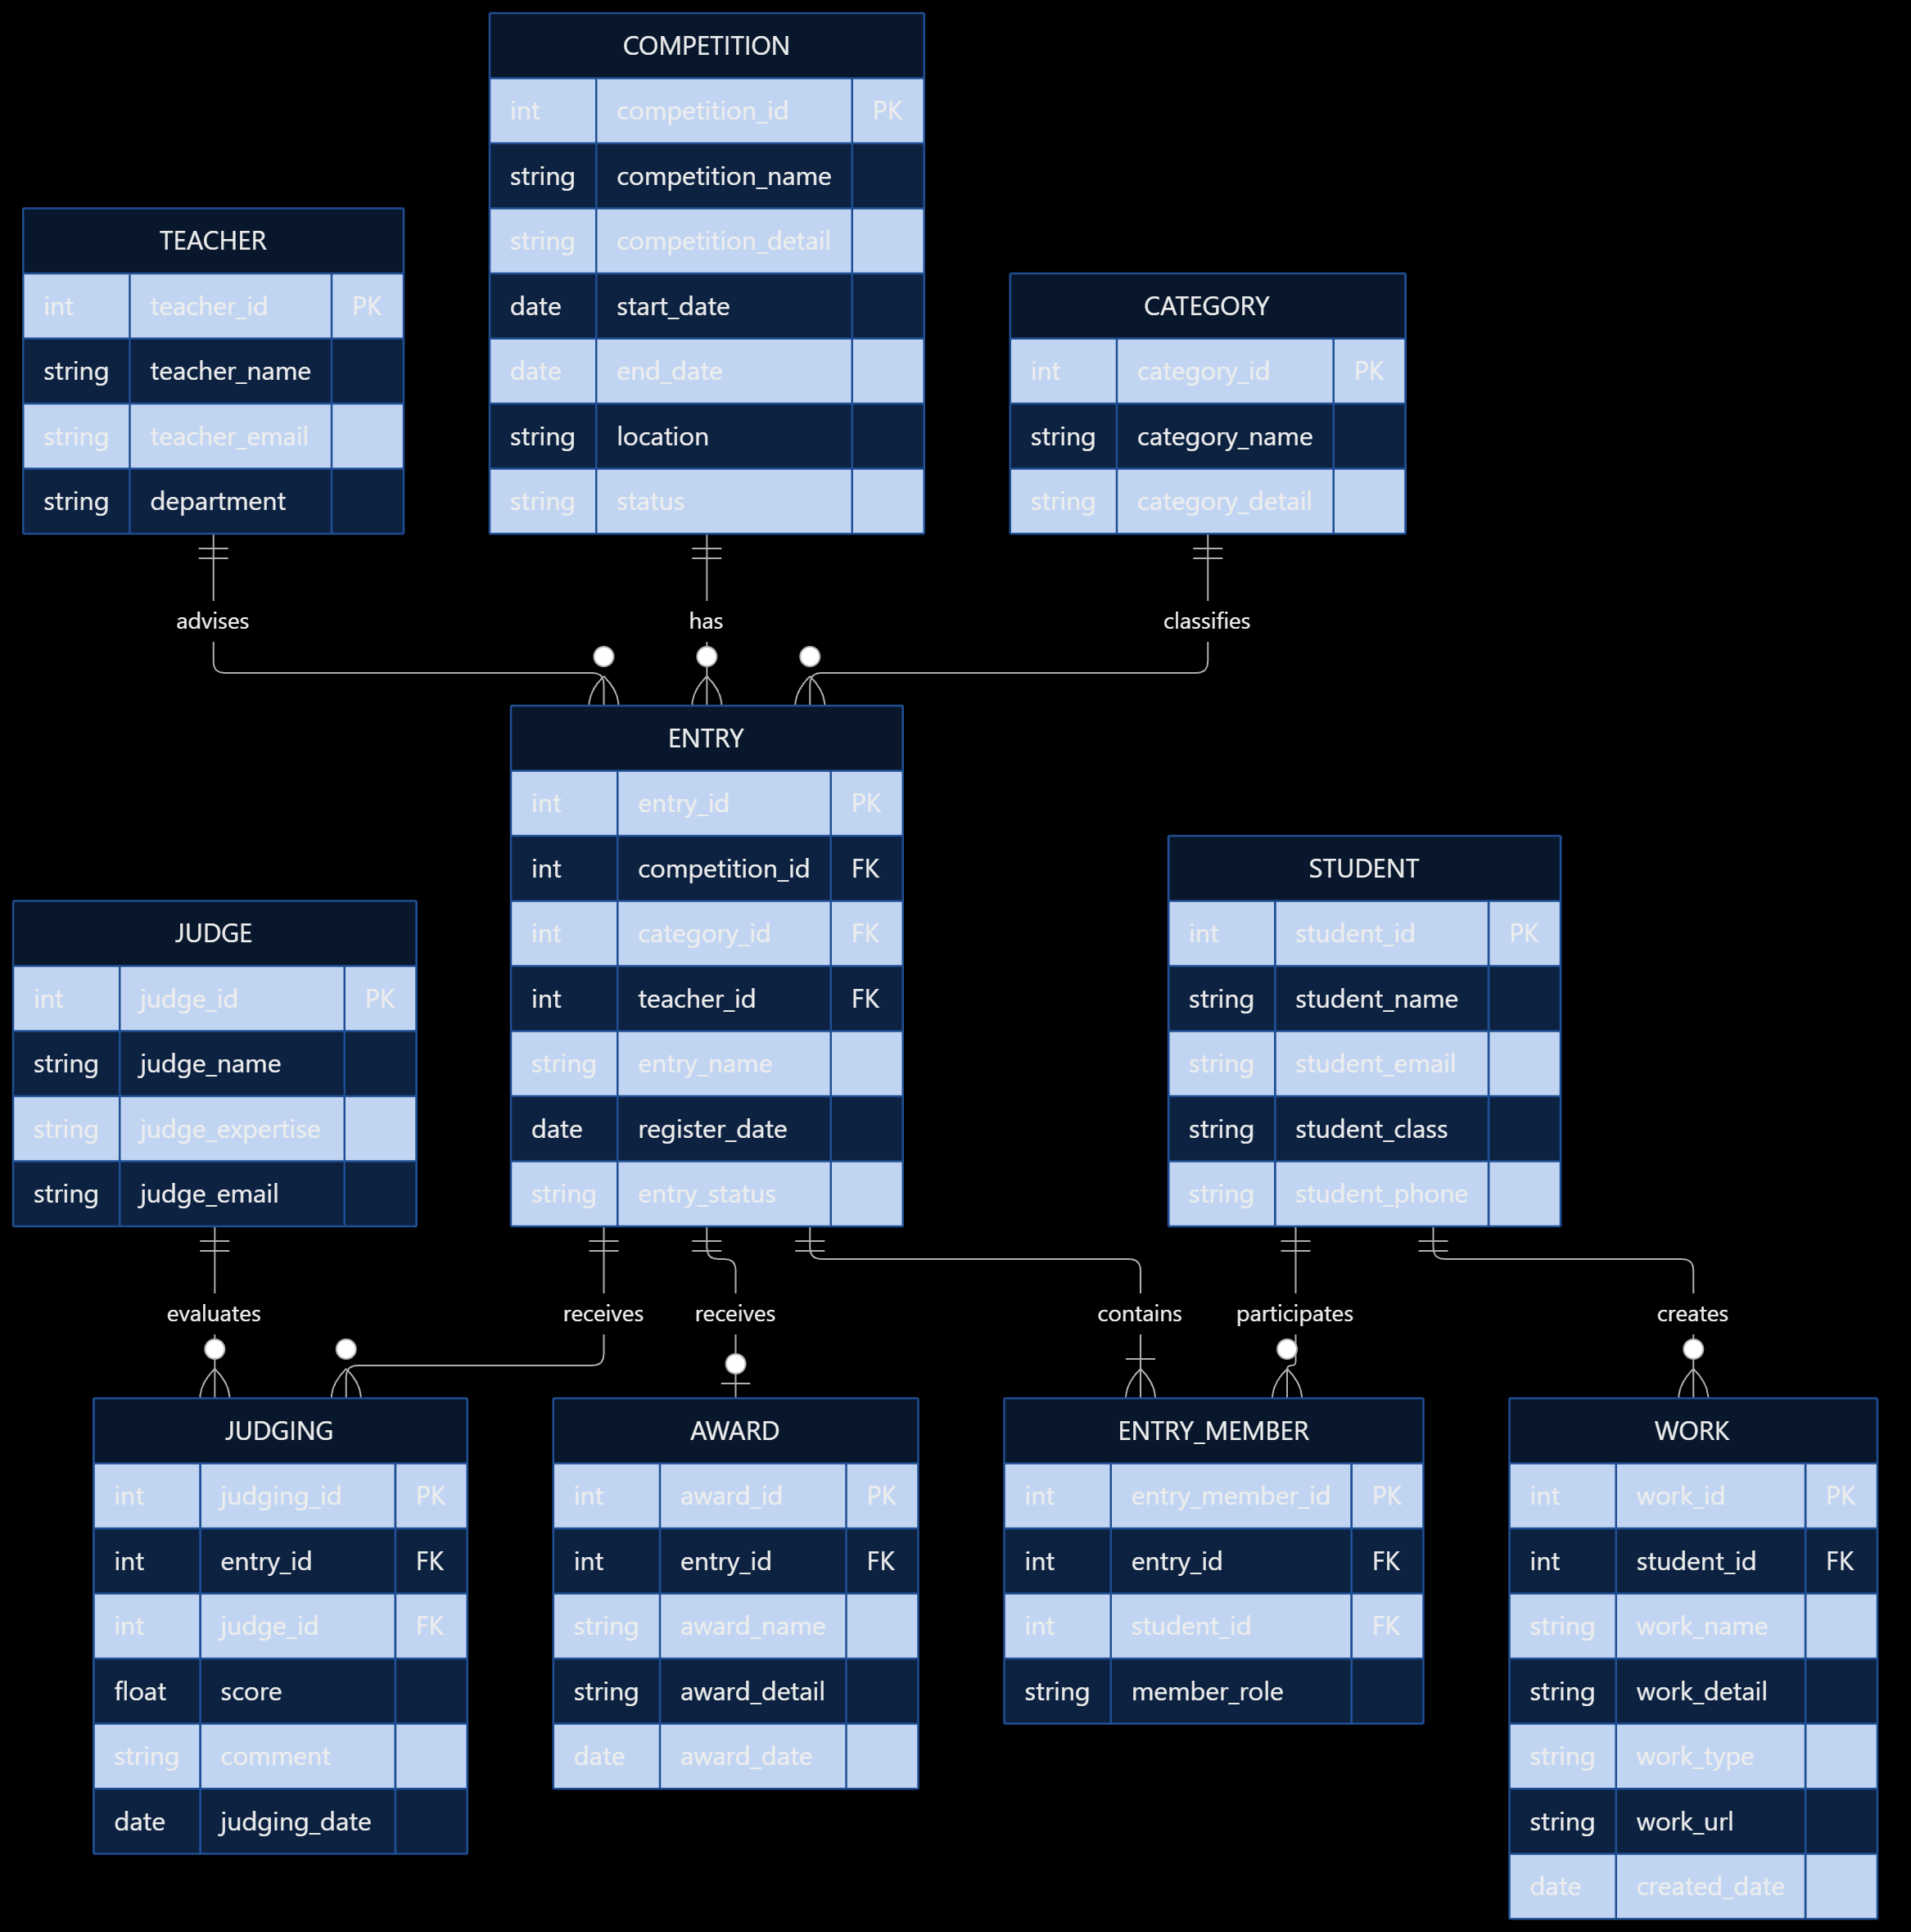 COMPETITION
int competition_id PK
string competition_name
string competition_detail
date start_date
date end_date
string location
string status
TEACHER
int teacher_id PK
string teacher_name
string teacher_email
string department
CATEGORY
int category_id PK
string category_name
string category_detail
advises
has
classifies
ENTRY
int entry_id PK
int competition_id FK
int category_id FK
int teacher_id FK
string entry_name
date register_date
string entry_status
STUDENT
int student_id PK
string student_name
string student_email
string student_class
string student_phone
JUDGE
int judge_id PK
string judge_name
string judge_expertise
string judge_email
evaluates
receives
receives
contains
participates
creates
JUDGING
int judging_id PK
int entry_id FK
int judge_id FK
float score
string comment
date judging_date
AWARD
int award_id PK
int entry_id FK
string award_name
string award_detail
date award_date
ENTRY_MEMBER
int entry_member_id PK
int entry_id FK
int student_id FK
string member_role
WORK
int work_id PK
int student_id FK
string work_name
string work_detail
string work_type
string work_url
date created_date